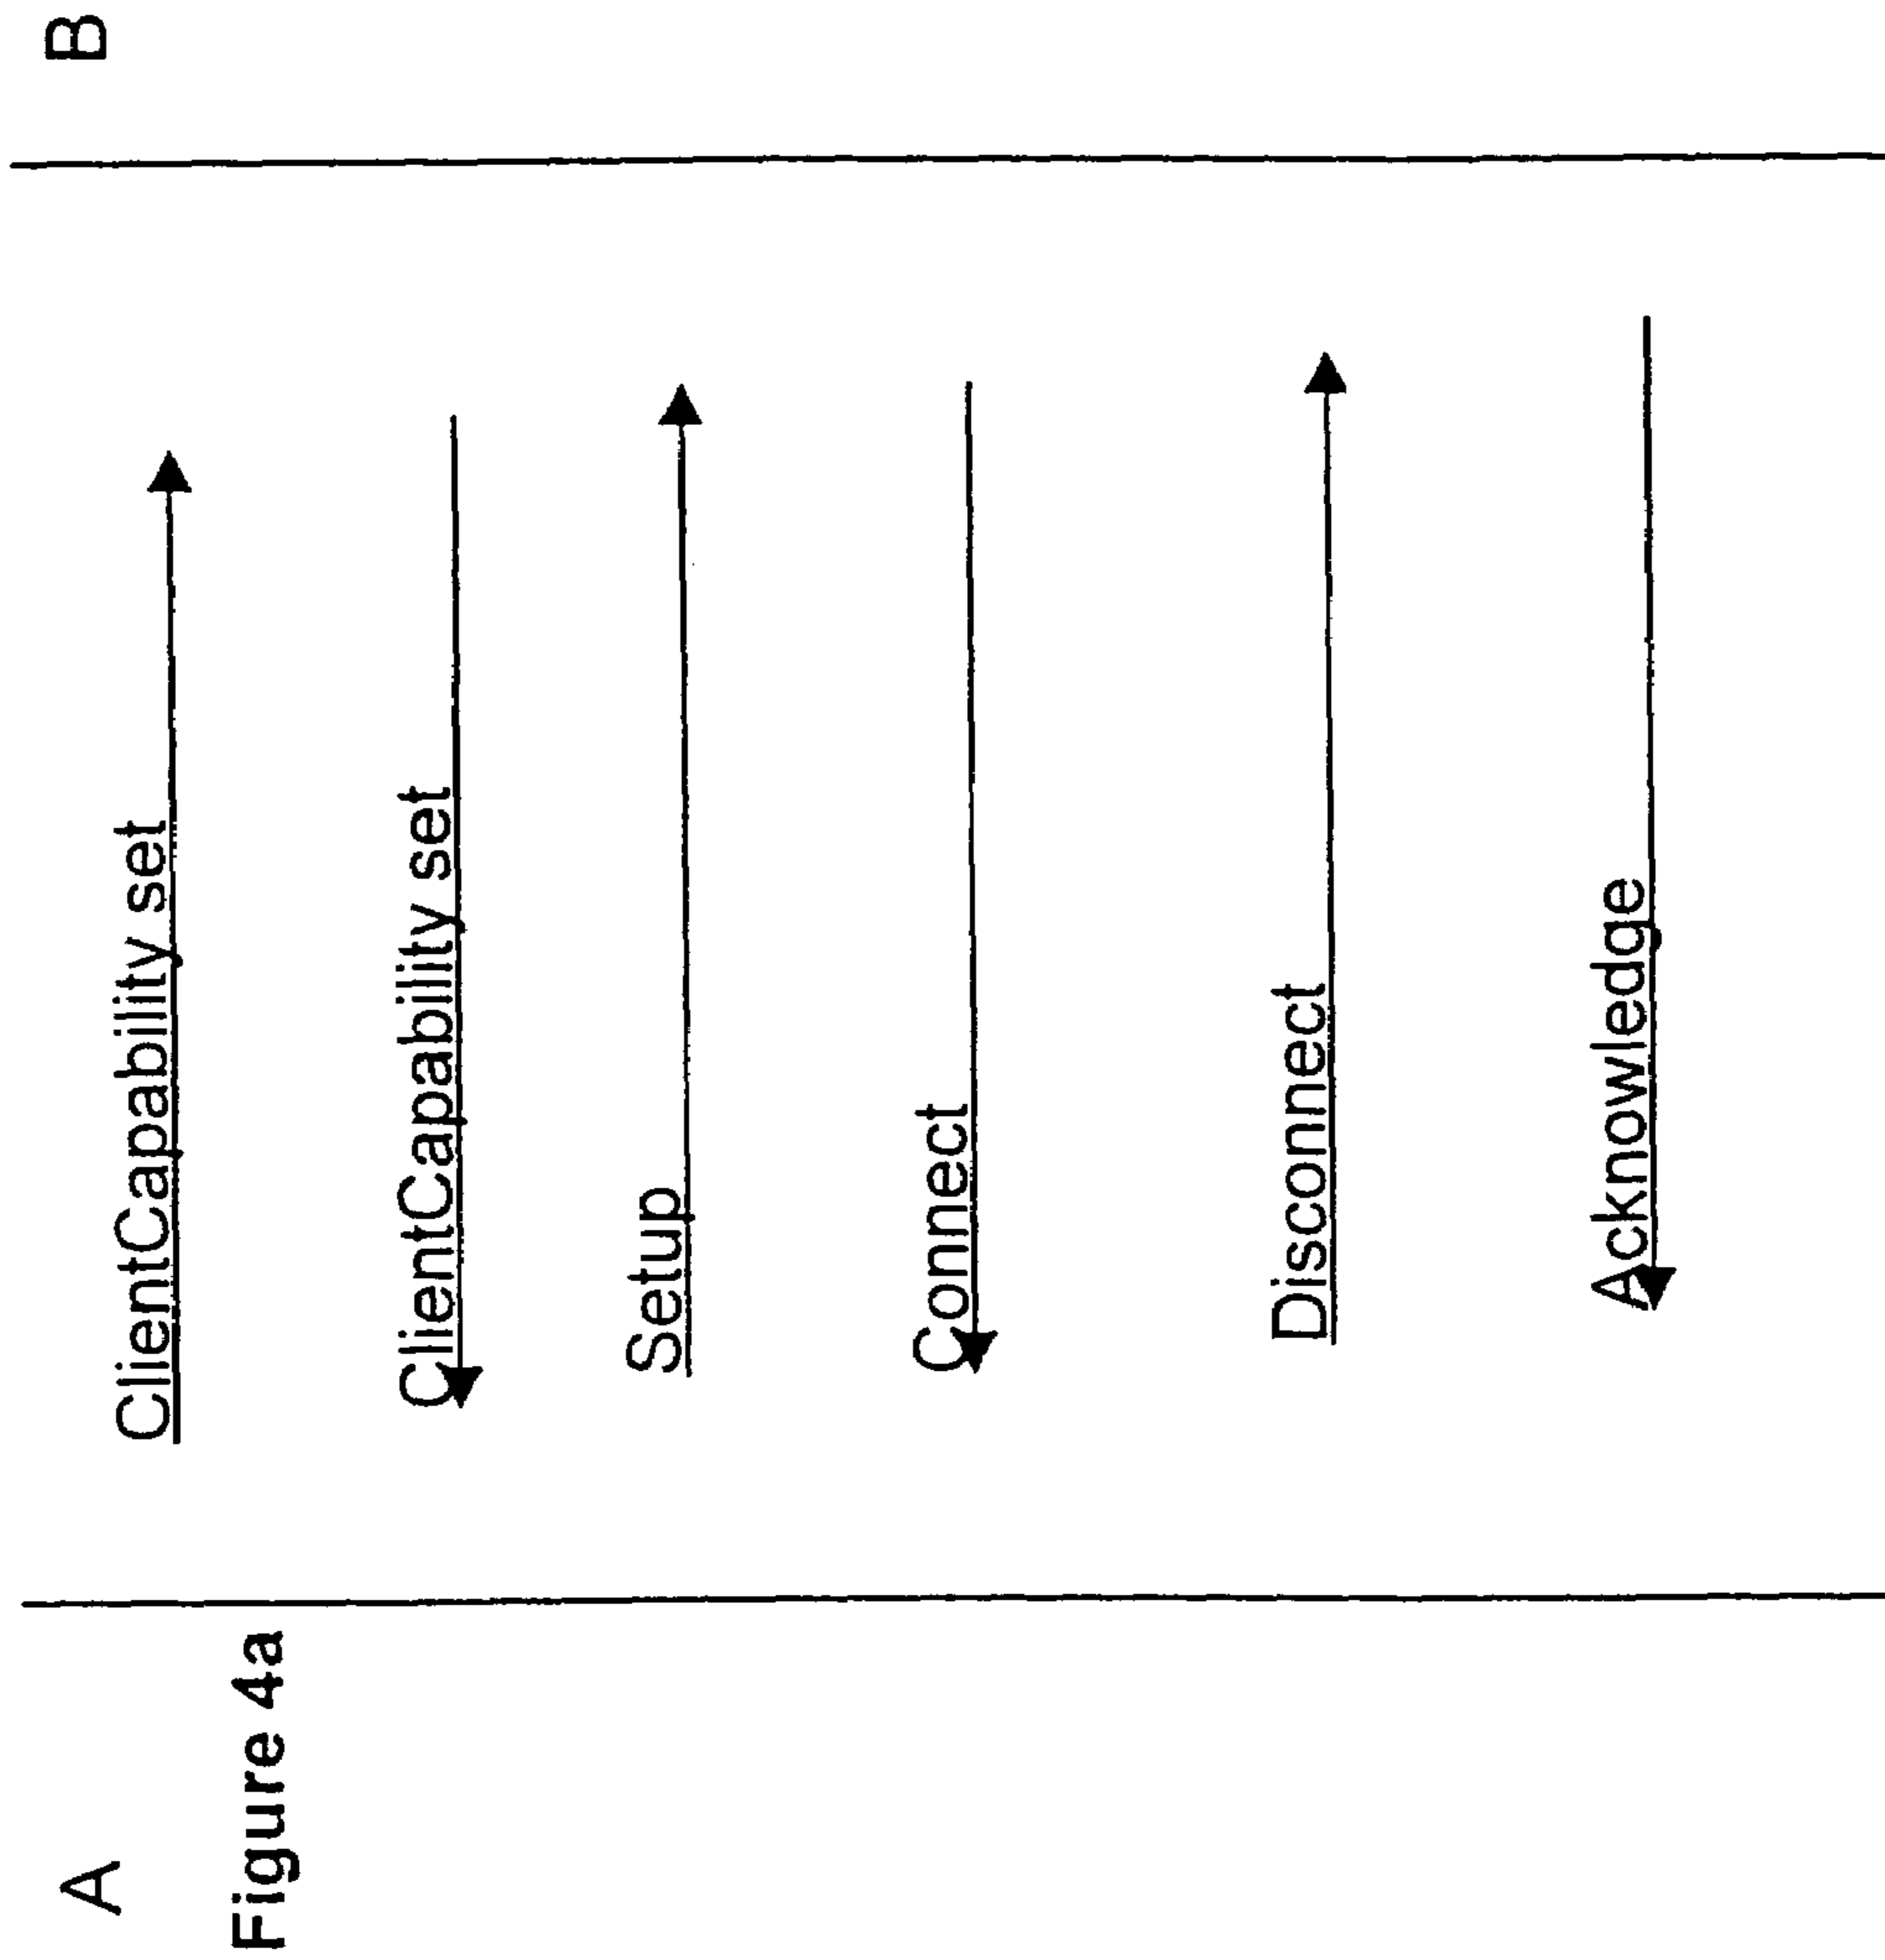 A
B
Figure 4a
ClientCapability set
ClientCapability set
Setup
Connect
Disconnect
Acknowledge